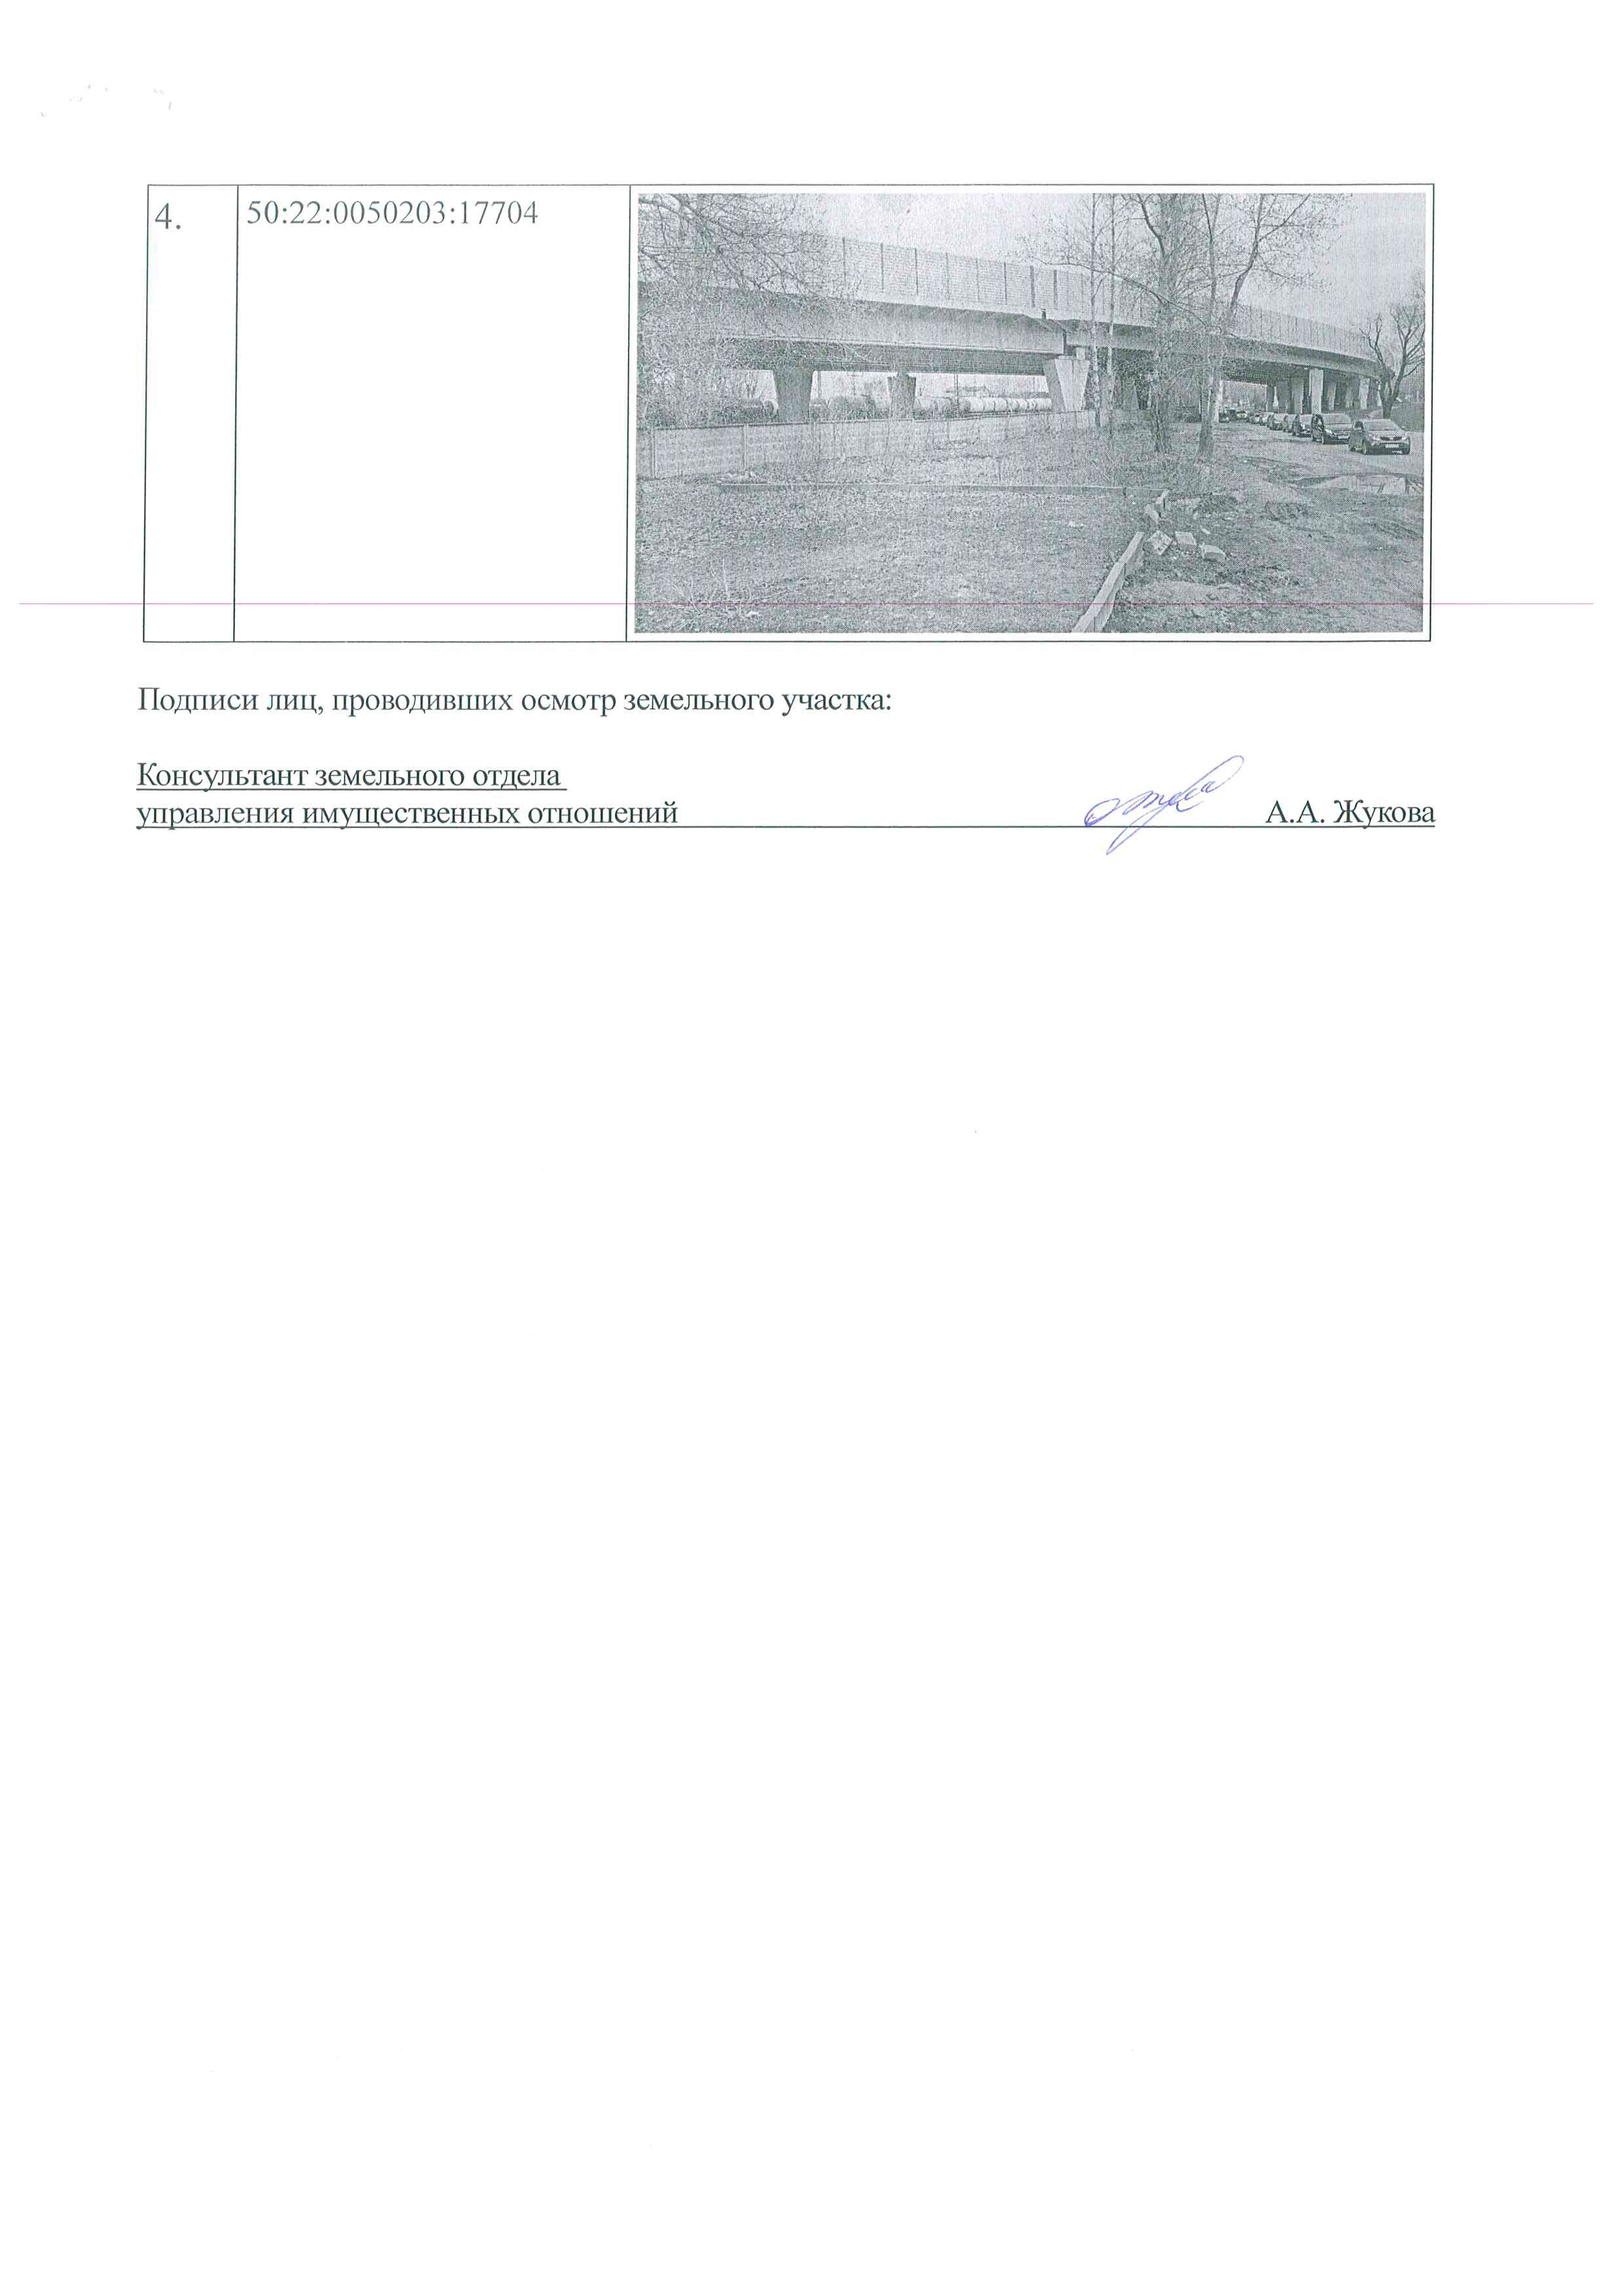 4.
50:22:0050203:17704
Подписи лиц, проводивших осмотр земельного участка:
Консультант земельного отдела
управления имущественных отношений А.А. Жукова